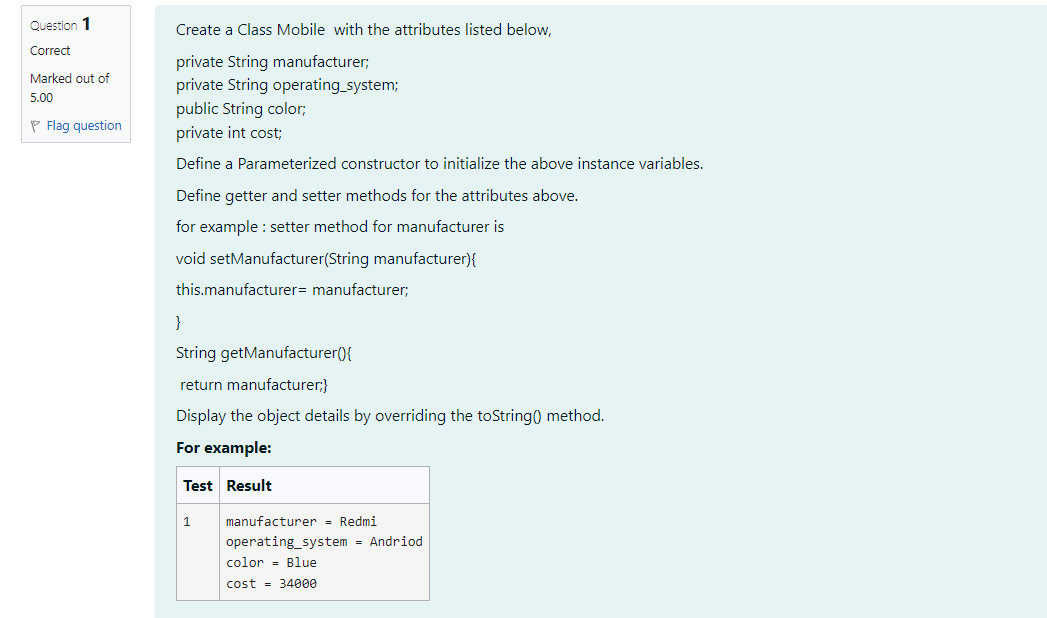 Question 1
Correct
Marked out of
5.00
Flag question
Create a Class Mobile  with the attributes listed below,
private String manufacturer;
private String operating_system;
public String color;
private int cost;
Define a Parameterized constructor to initialize the above instance variables.
Define getter and setter methods for the attributes above.
for example : setter method for manufacturer is
void setManufacturer(String manufacturer){
this.manufacturer= manufacturer;
}
String getManufacturer(){
return manufacturer;}
Display the object details by overriding the toString() method.
For example:
Test Result
1 manufacturer = Redmi
operating_system = Andriod
color = Blue
cost = 34000